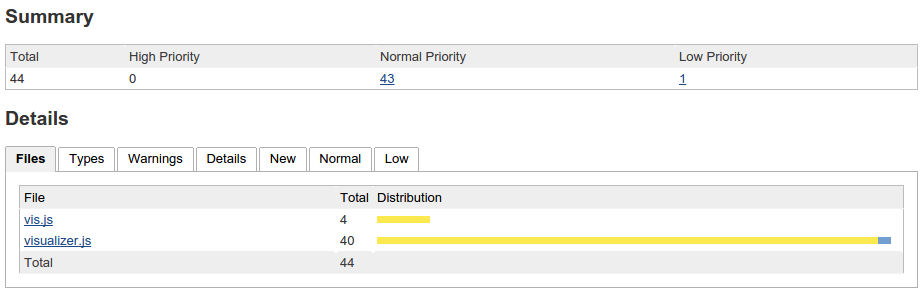 Summary
Total High Priority Normal Priority Low Priority
44 0 43 1
Details
Files Types Warnings Details New Normal Low
File Total Distribution
vis.js 4
visualizer.js 40
Total 44